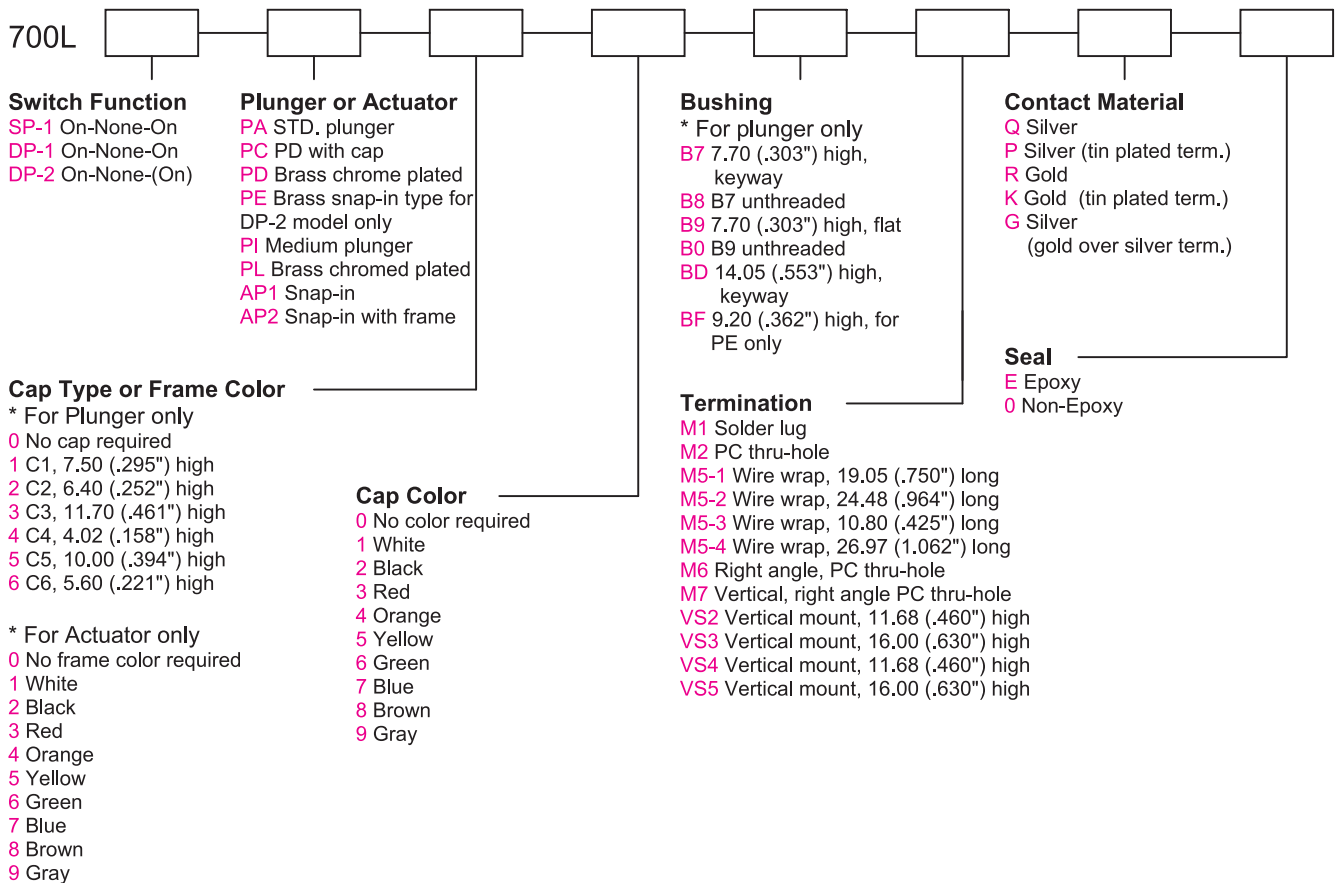 700L
Switch Function
SP-1 On-None-On
DP-1 On-None-On
DP-2 On-None-(On)
Plunger or Actuator
PA STD. plunger
PC PD with cap
PD Brass chrome plated
PE Brass snap-in type for
DP-2 model only
PI Medium plunger
PL Brass chromed plated
AP1 Snap-in
AP2 Snap-in with frame
Cap Type or Frame Color
* For Plunger only
0 No cap required
1 C1, 7.50 (.295") high
2 C2, 6.40 (.252") high
3 C3, 11.70 (.461") high
4 C4, 4.02 (.158") high
5 C5, 10.00 (.394") high
6 C6, 5.60 (.221") high
* For Actuator only
0 No frame color required
1 White
2 Black
3 Red
4 Orange
5 Yellow
6 Green
7 Blue
8 Brown
9 Gray
Cap Color
0 No color required
1 White
2 Black
3 Red
4 Orange
5 Yellow
6 Green
7 Blue
8 Brown
9 Gray
Bushing
* For plunger only
B7 7.70 (.303") high,
keyway
B8 B7 unthreaded
B9 7.70 (.303") high, flat
B0 B9 unthreaded
BD 14.05 (.553") high,
keyway
BF 9.20 (.362") high, for
PE only
Termination
M1 Solder lug
M2 PC thru-hole
M5-1 Wire wrap, 19.05 (.750") long
M5-2 Wire wrap, 24.48 (.964") long
M5-3 Wire wrap, 10.80 (.425") long
M5-4 Wire wrap, 26.97 (1.062") long
M6 Right angle, PC thru-hole
M7 Vertical, right angle PC thru-hole
VS2 Vertical mount, 11.68 (.460") high
VS3 Vertical mount, 16.00 (.630") high
VS4 Vertical mount, 11.68 (.460") high
VS5 Vertical mount, 16.00 (.630") high
Contact Material
Q Silver
P Silver (tin plated term.)
R Gold
K Gold (tin plated term.)
G Silver
(gold over silver term.)
Seal
E Epoxy
0 Non-Epoxy